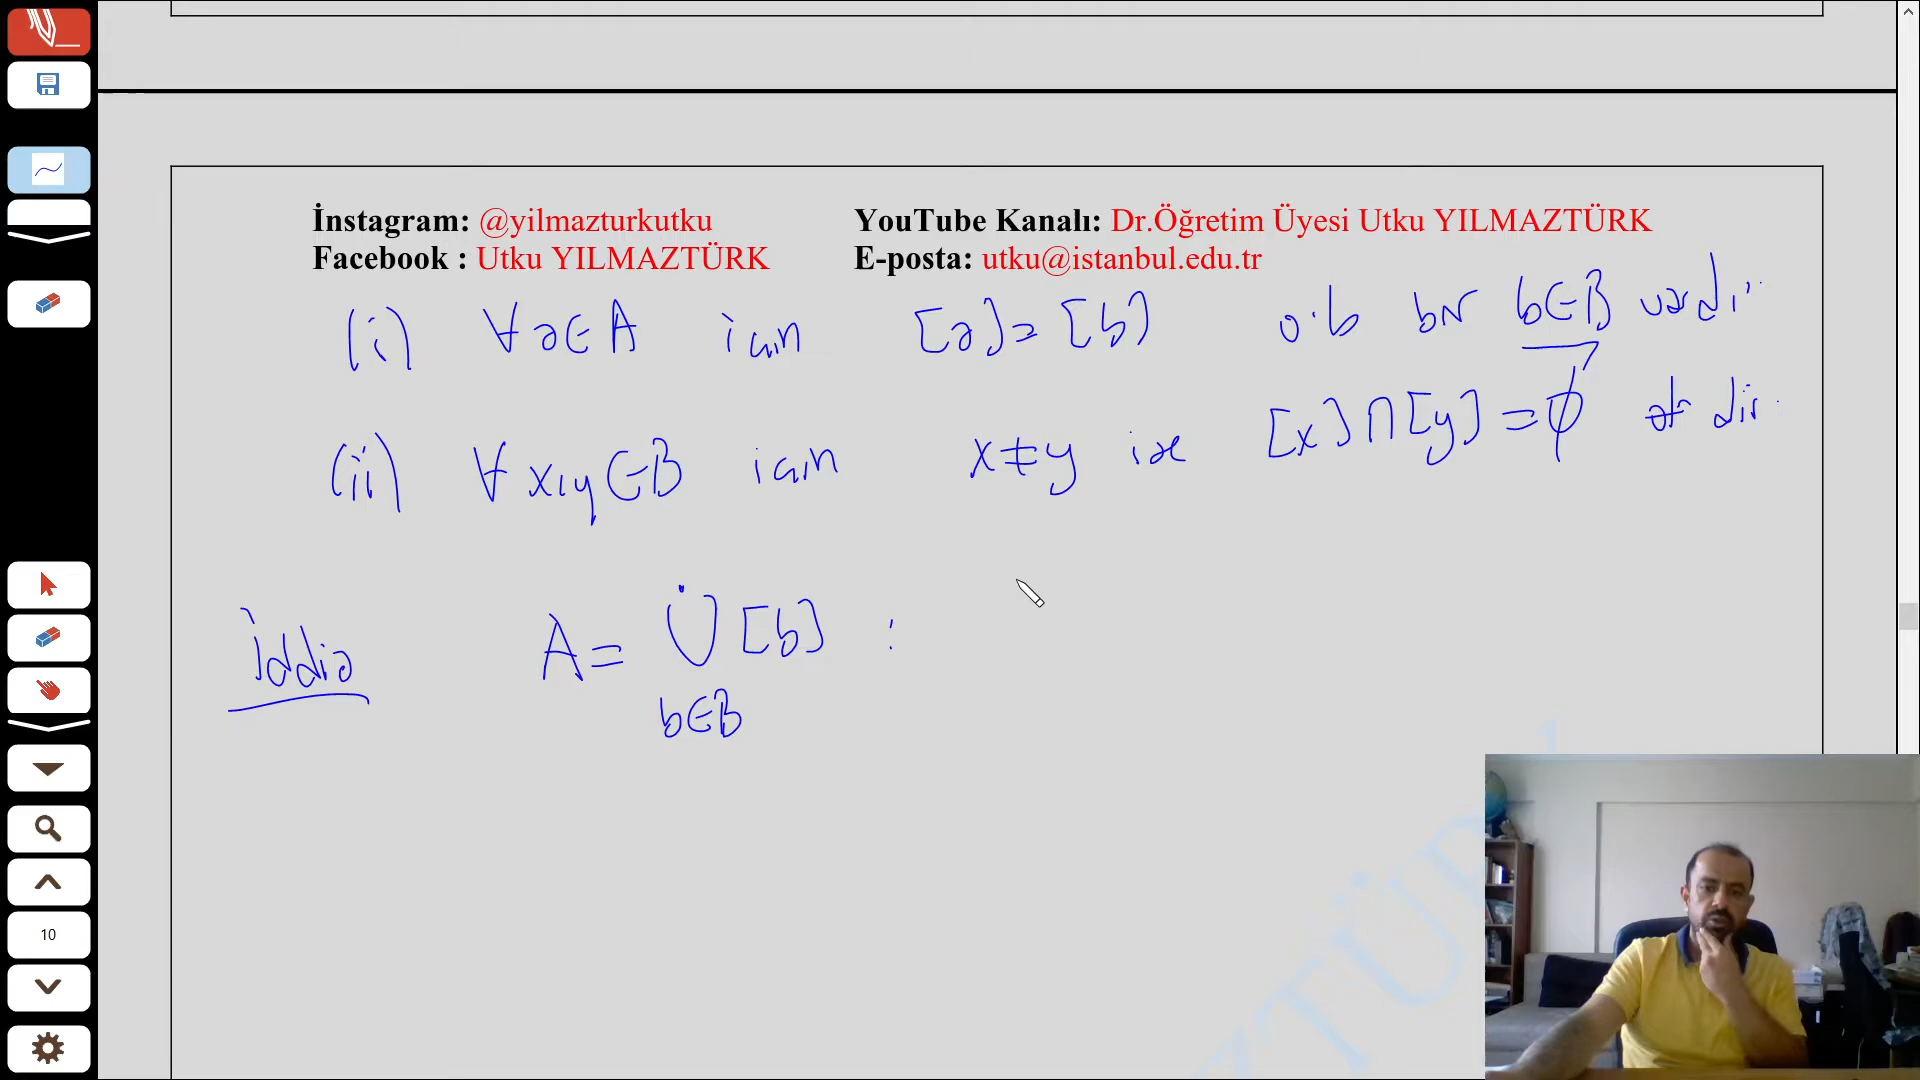 İnstagram: @yilmazturkutku YouTube Kanalı: Dr.Öğretim Üyesi Utku YILMAZTÜRK
Facebook : Utku YILMAZTÜRK E-posta: utku@istanbul.edu.tr
(i) ∀a∈A için [a]=[b] o.b bir b∈B vardır
(ii) ∀x,y∈B için x≠y ise [x]∩[y]=∅ dir.
İddia A= ∪̇ [b] :
b∈B
10